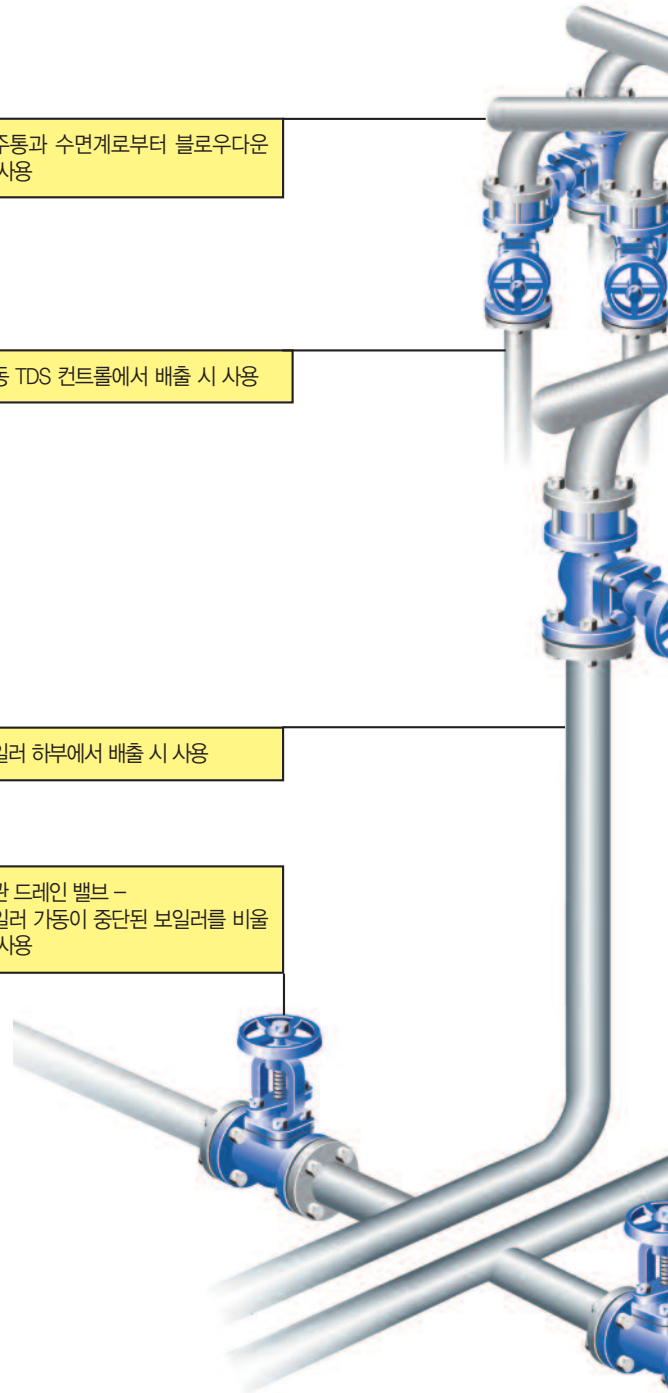 주통과 수면계로부터 블로우다운
사용
동 TDS 컨트롤에서 배출 시 사용
일러 하부에서 배출 시 사용
관 드레인 밸브 –
일러 가동이 중단된 보일러를 비울
사용